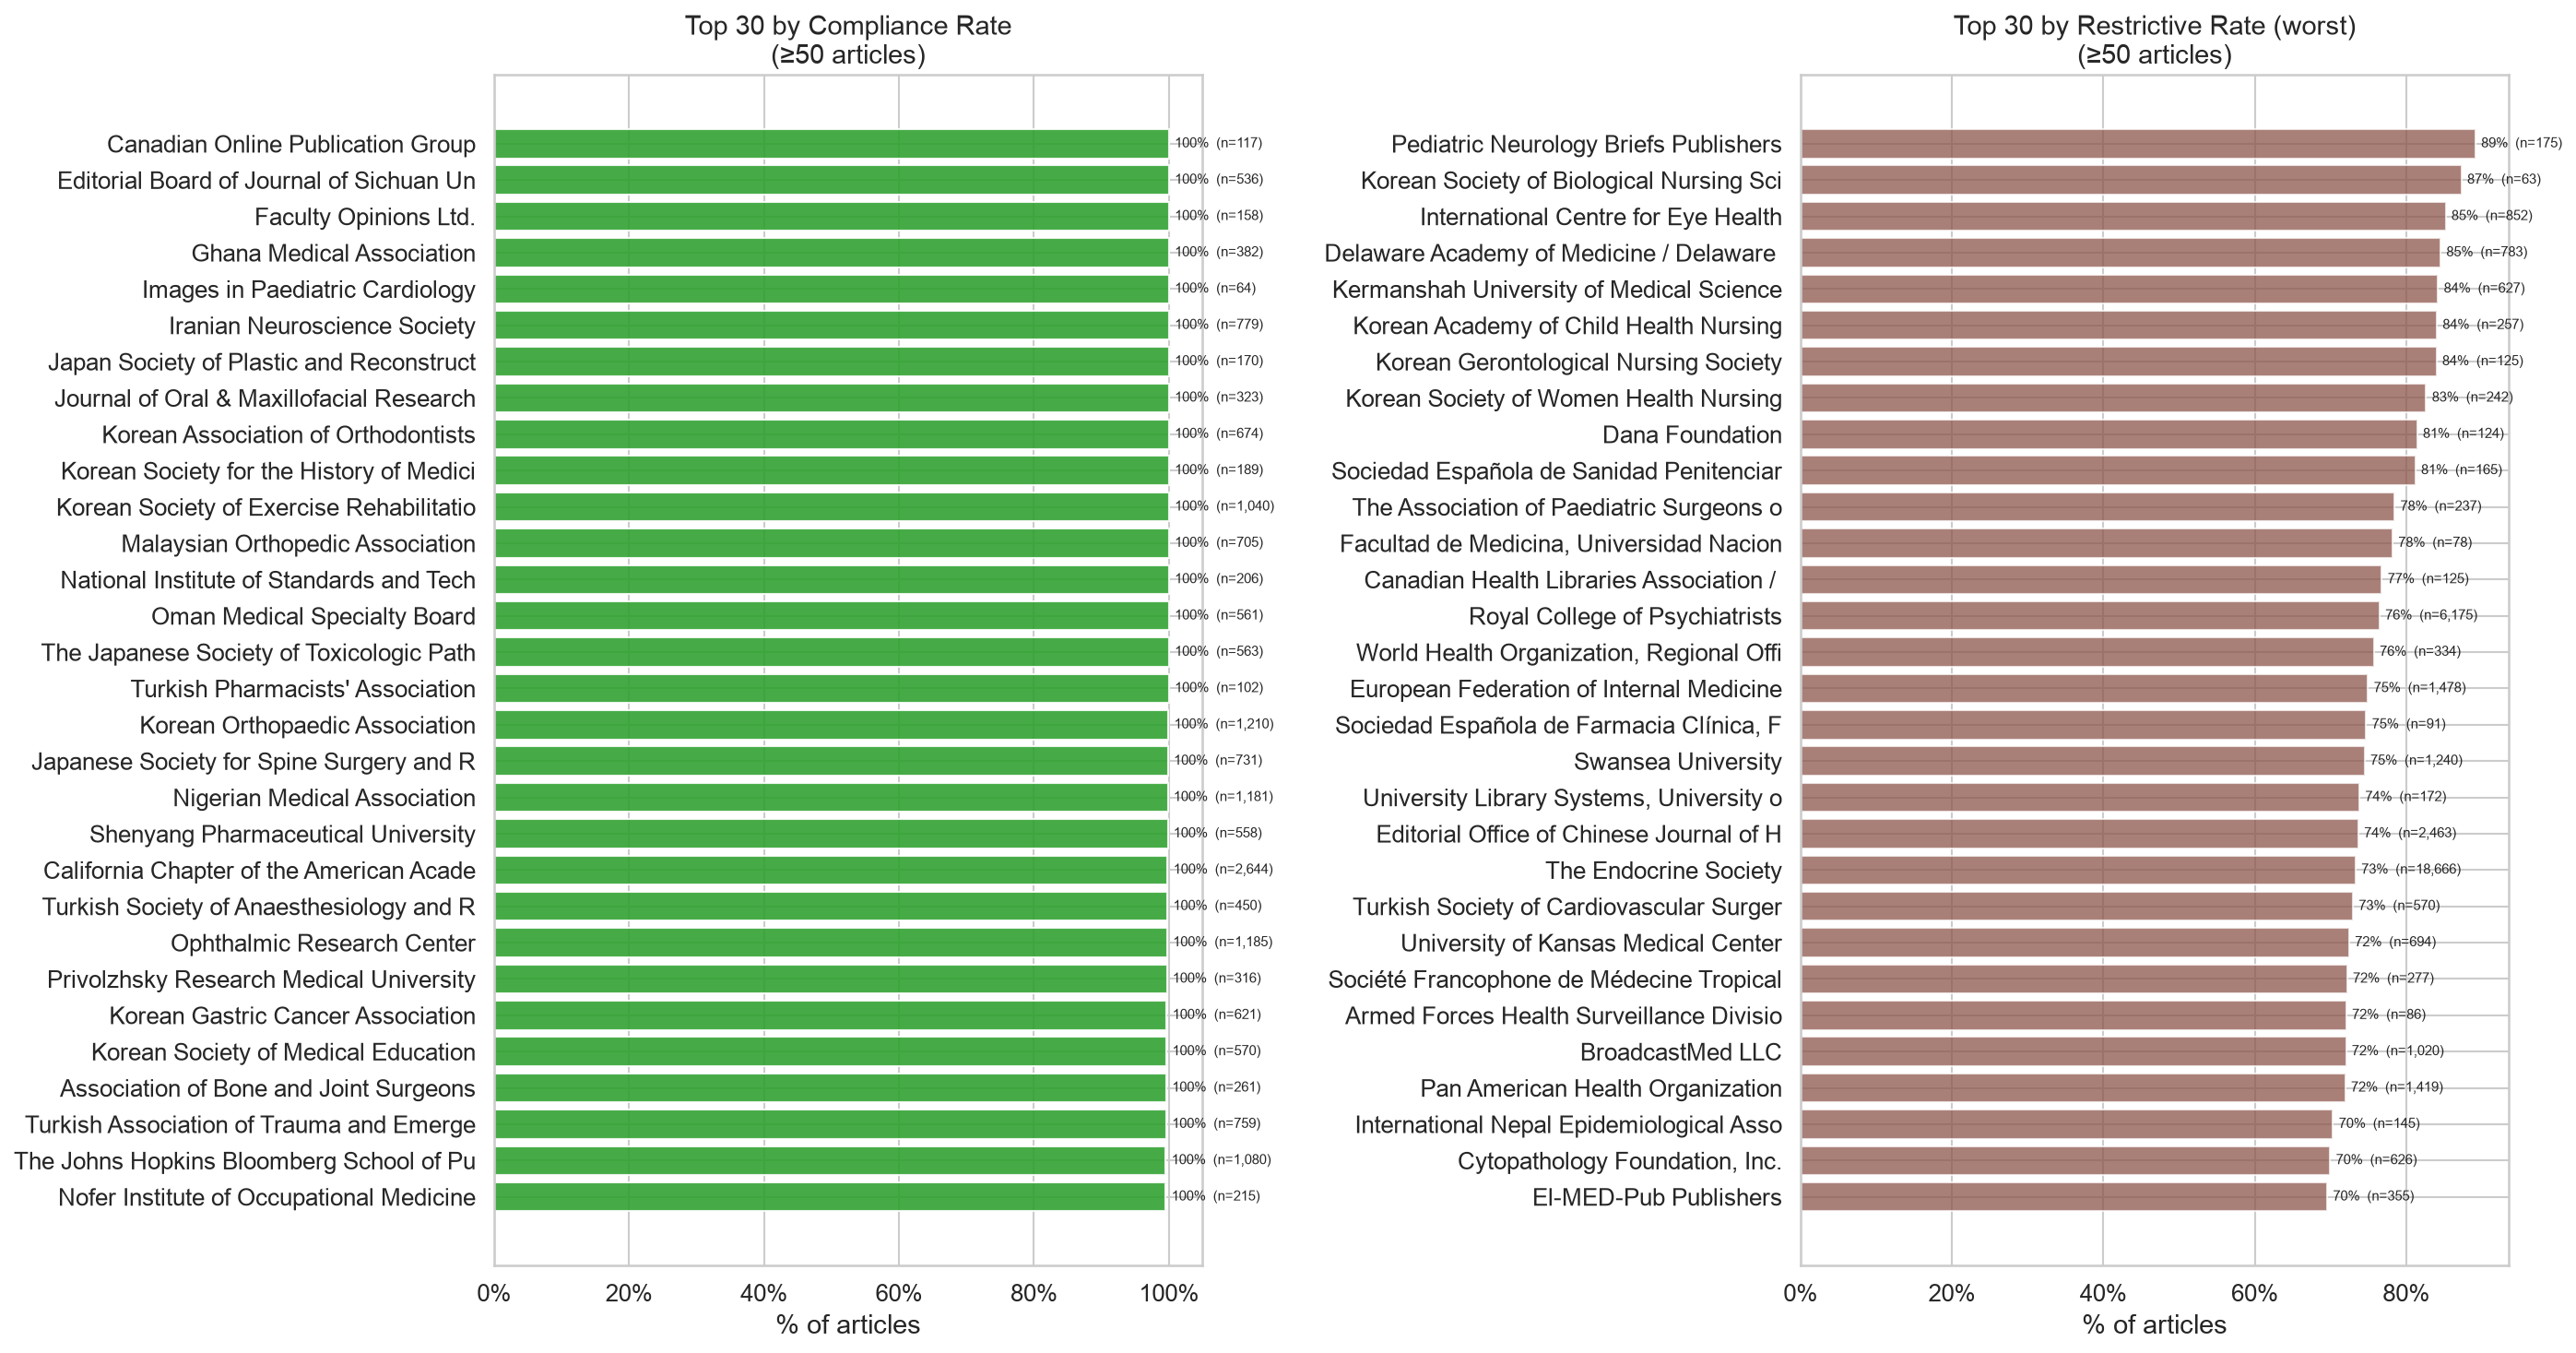 Top 30 by Compliance Rate
(≥50 articles)
Canadian Online Publication Group 100% (n=117)
Editorial Board of Journal of Sichuan Un 100% (n=536)
Faculty Opinions Ltd. 100% (n=158)
Ghana Medical Association 100% (n=382)
Images in Paediatric Cardiology 100% (n=64)
Iranian Neuroscience Society 100% (n=779)
Japan Society of Plastic and Reconstruct 100% (n=170)
Journal of Oral & Maxillofacial Research 100% (n=323)
Korean Association of Orthodontists 100% (n=674)
Korean Society for the History of Medici 100% (n=189)
Korean Society of Exercise Rehabilitatio 100% (n=1,040)
Malaysian Orthopedic Association 100% (n=705)
National Institute of Standards and Tech 100% (n=206)
Oman Medical Specialty Board 100% (n=561)
The Japanese Society of Toxicologic Path 100% (n=563)
Turkish Pharmacists' Association 100% (n=102)
Korean Orthopaedic Association 100% (n=1,210)
Japanese Society for Spine Surgery and R 100% (n=731)
Nigerian Medical Association 100% (n=1,181)
Shenyang Pharmaceutical University 100% (n=558)
California Chapter of the American Acade 100% (n=2,644)
Turkish Society of Anaesthesiology and R 100% (n=450)
Ophthalmic Research Center 100% (n=1,185)
Privolzhsky Research Medical University 100% (n=316)
Korean Gastric Cancer Association 100% (n=621)
Korean Society of Medical Education 100% (n=570)
Association of Bone and Joint Surgeons 100% (n=261)
Turkish Association of Trauma and Emerge 100% (n=759)
The Johns Hopkins Bloomberg School of Pu 100% (n=1,080)
Nofer Institute of Occupational Medicine 100% (n=215)
0% 20% 40% 60% 80% 100%
% of articles
Top 30 by Restrictive Rate (worst)
(≥50 articles)
Pediatric Neurology Briefs Publishers 89% (n=175)
Korean Society of Biological Nursing Sci 87% (n=63)
International Centre for Eye Health 85% (n=852)
Delaware Academy of Medicine / Delaware 85% (n=783)
Kermanshah University of Medical Science 84% (n=627)
Korean Academy of Child Health Nursing 84% (n=257)
Korean Gerontological Nursing Society 84% (n=125)
Korean Society of Women Health Nursing 83% (n=242)
Dana Foundation 81% (n=124)
Sociedad Española de Sanidad Penitenciar 81% (n=165)
The Association of Paediatric Surgeons o 78% (n=237)
Facultad de Medicina, Universidad Nacion 78% (n=78)
Canadian Health Libraries Association / 77% (n=125)
Royal College of Psychiatrists 76% (n=6,175)
World Health Organization, Regional Offi 76% (n=334)
European Federation of Internal Medicine 75% (n=1,478)
Sociedad Española de Farmacia Clínica, F 75% (n=91)
Swansea University 75% (n=1,240)
University Library Systems, University o 74% (n=172)
Editorial Office of Chinese Journal of H 74% (n=2,463)
The Endocrine Society 73% (n=18,666)
Turkish Society of Cardiovascular Surger 73% (n=570)
University of Kansas Medical Center 72% (n=694)
Société Francophone de Médecine Tropical 72% (n=277)
Armed Forces Health Surveillance Divisio 72% (n=86)
BroadcastMed LLC 72% (n=1,020)
Pan American Health Organization 72% (n=1,419)
International Nepal Epidemiological Asso 70% (n=145)
Cytopathology Foundation, Inc. 70% (n=626)
El-MED-Pub Publishers 70% (n=355)
0% 20% 40% 60% 80%
% of articles